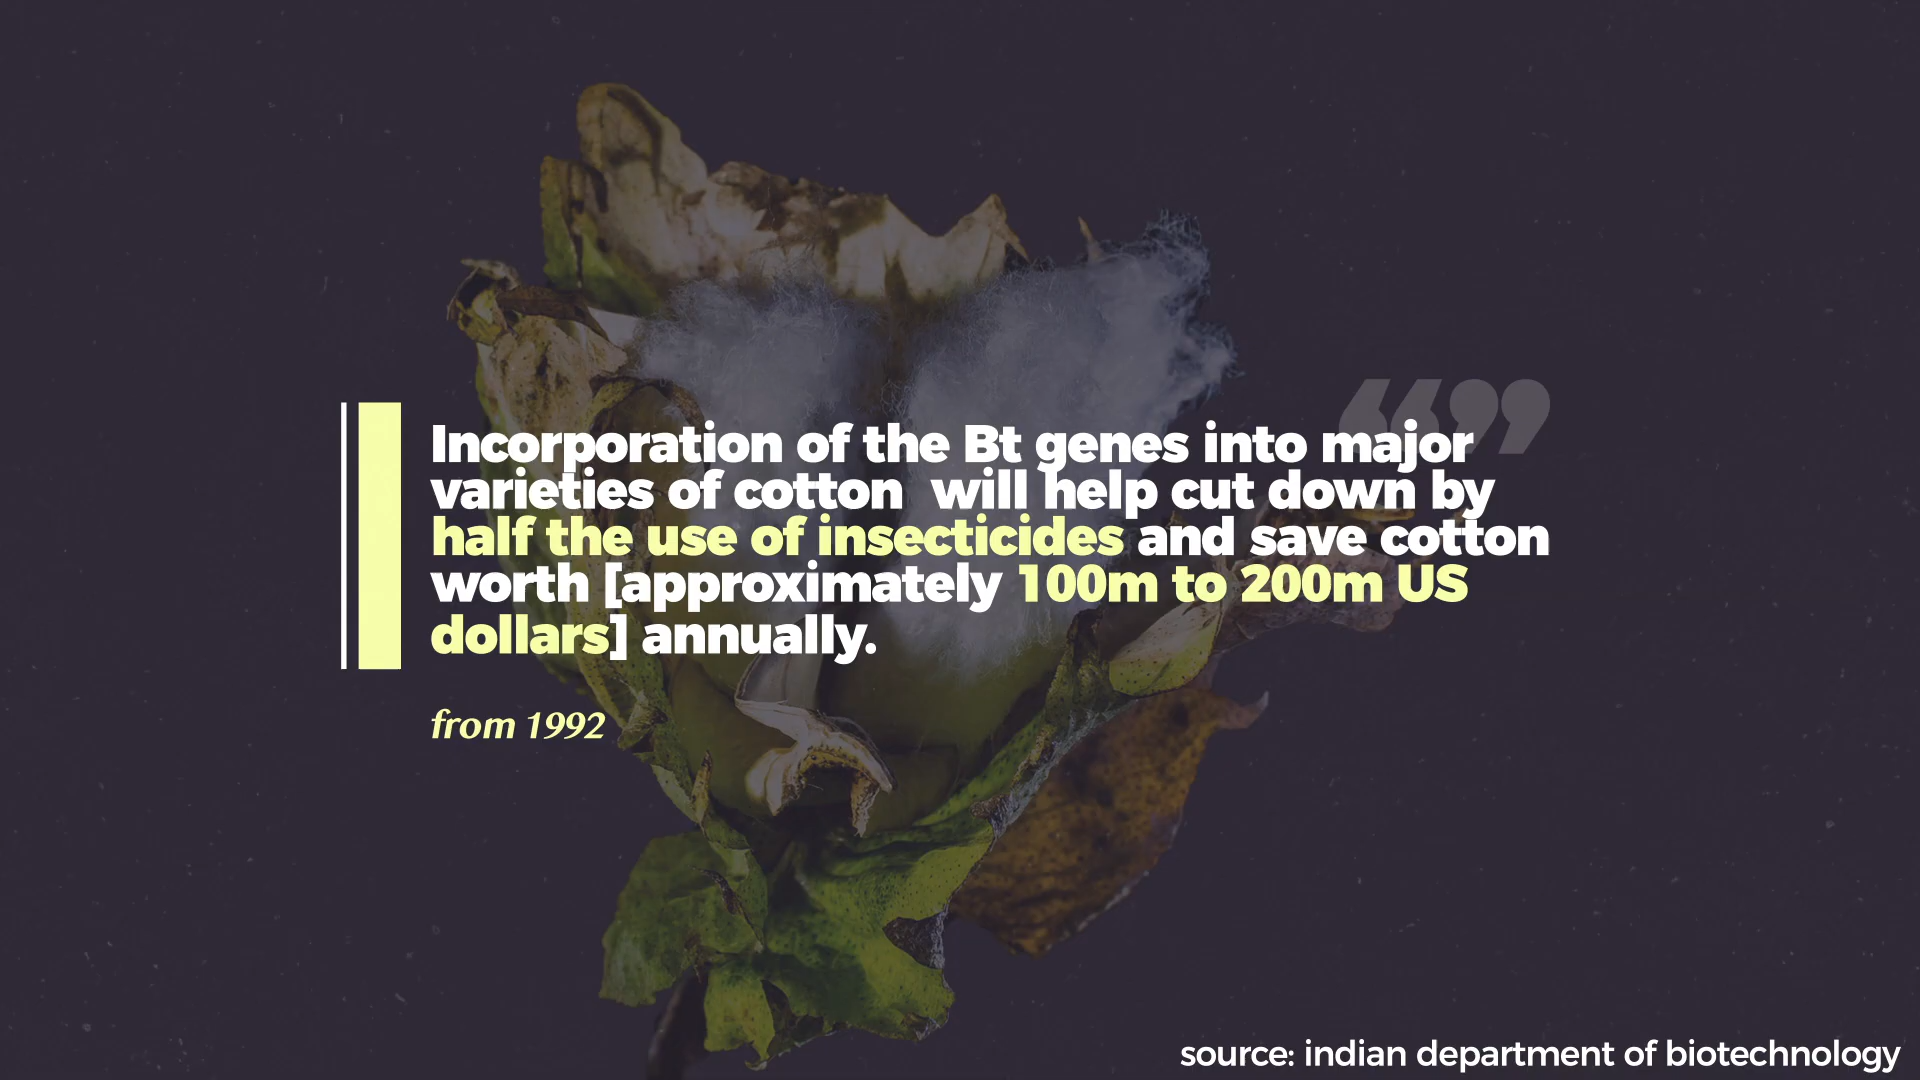 Incorporation of the Bt genes into major
varieties of cotton  will help cut down by
half the use of insecticides and save cotton
worth [approximately 100m to 200m US
dollars] annually.
from 1992
source: indian department of biotechnology